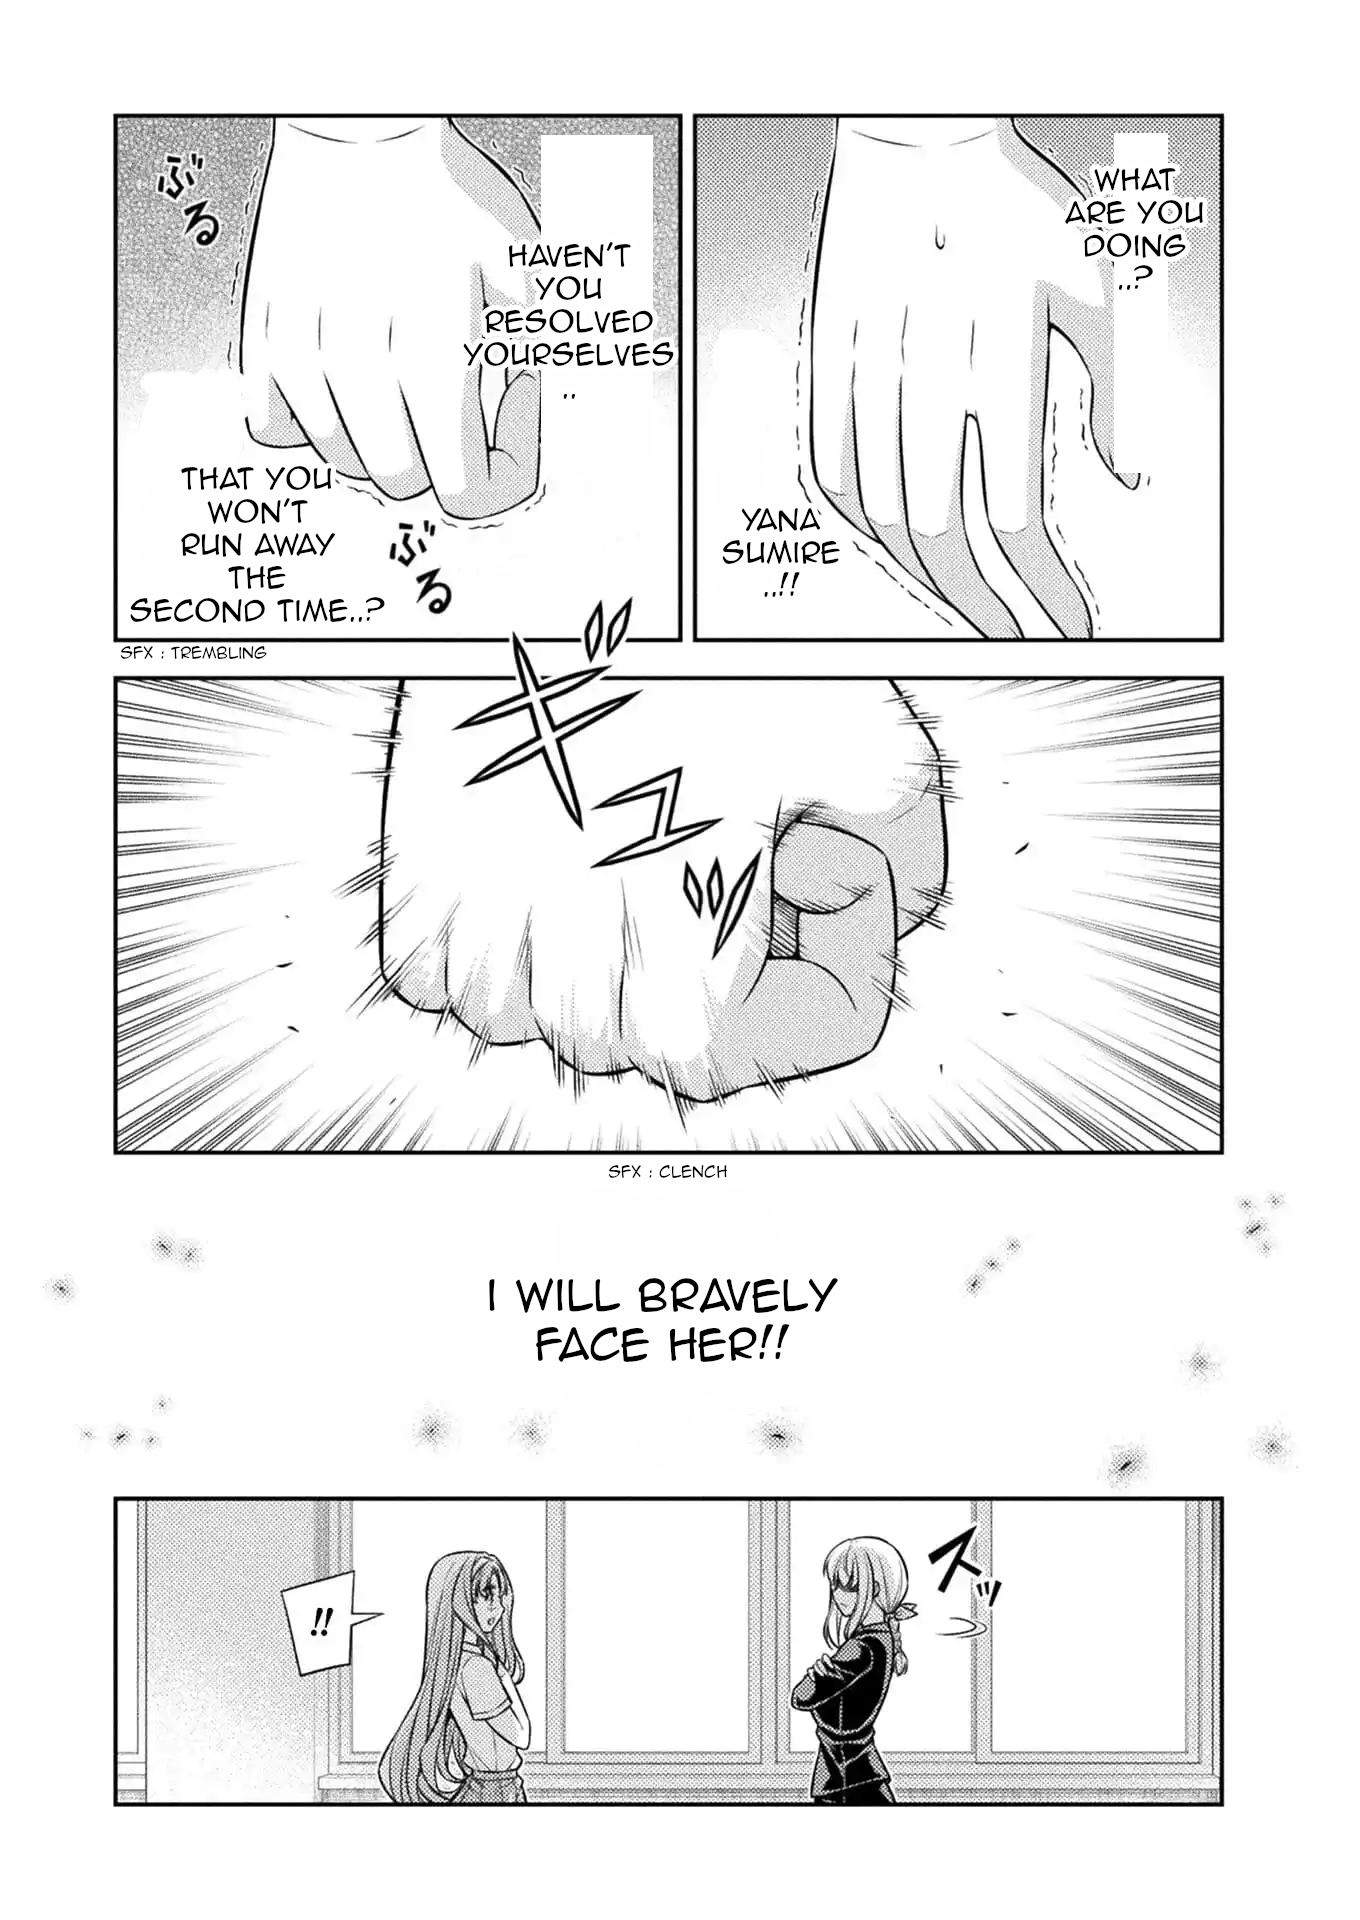 WHAT
ARE YOU
DOING
..?
YANA
SUMIRE
..!!
HAVEN'T
YOU
RESOLVED
YOURSELVES
..
THAT YOU
WON'T
RUN AWAY
THE
SECOND TIME..?
ぶる
ぶる
SFX : TREMBLING
ギュッ
SFX : CLENCH
I WILL BRAVELY
FACE HER!!
スッ
!!